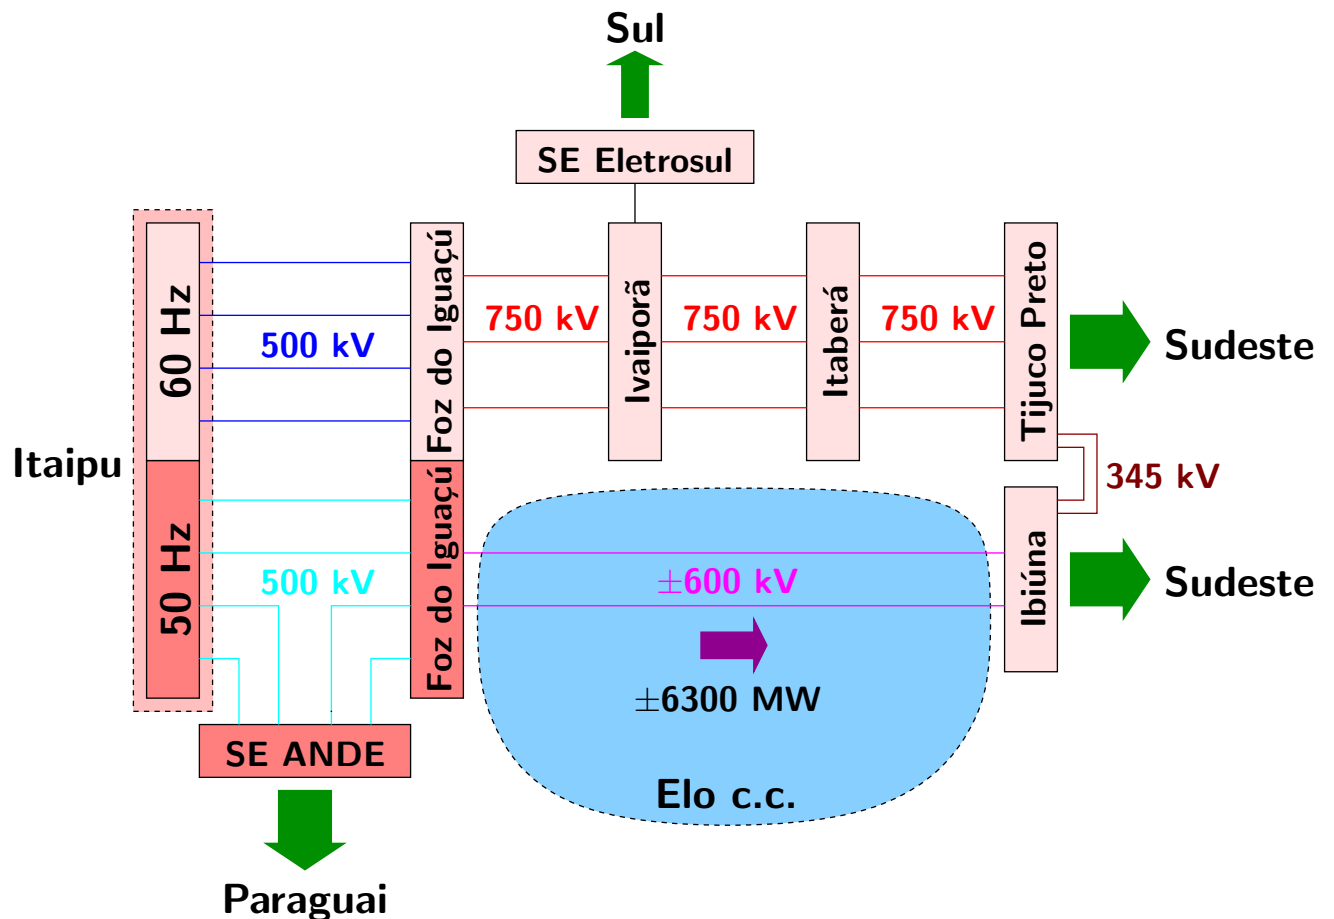 Sul
SE Eletrosul
Itaipu
60 Hz
50 Hz
500 kV
500 kV
Foz do Iguaçú
Foz do Iguaçú
750 kV
Ivaiporã
750 kV
Itaberá
750 kV
Tijuco Preto
Sudeste
345 kV
Ibiúna
Sudeste
±600 kV
±6300 MW
Elo c.c.
SE ANDE
Paraguai